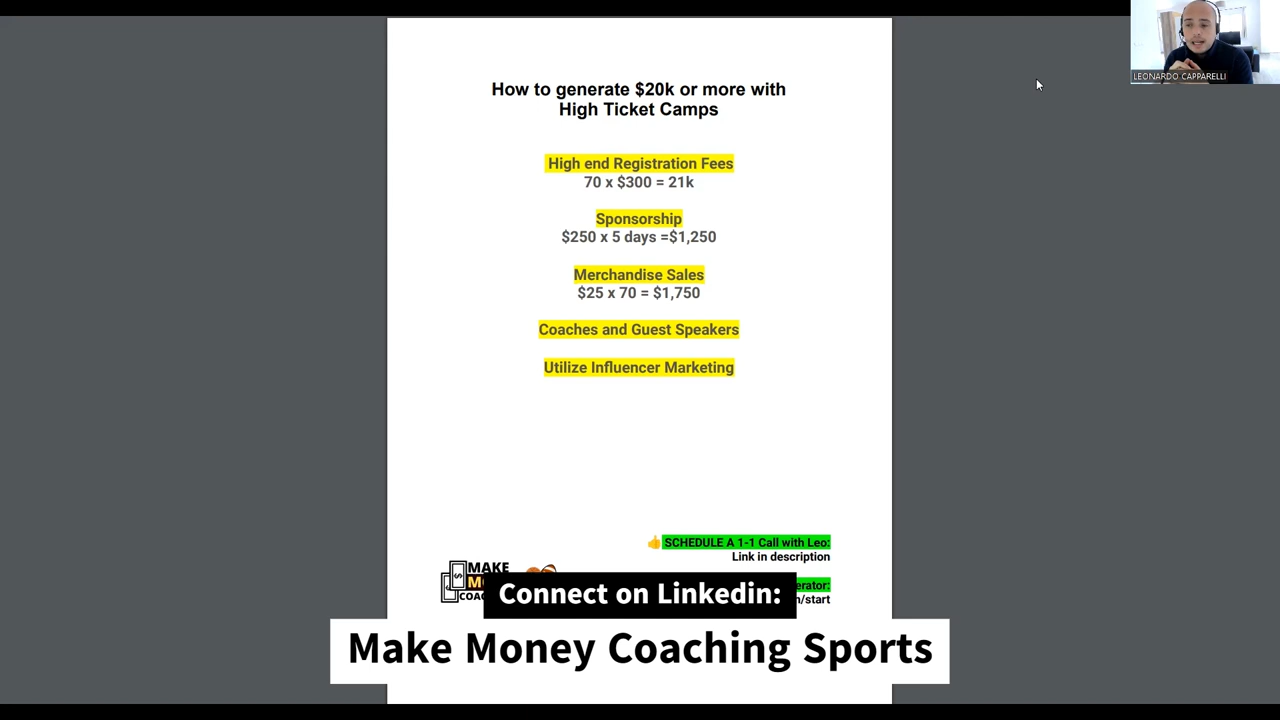 LEONARDO CAPPARELLI
How to generate $20k or more with
High Ticket Camps
High end Registration Fees
70 x $300 = 21k
Sponsorship
$250 x 5 days =$1,250
Merchandise Sales
$25 x 70 = $1,750
Coaches and Guest Speakers
Utilize Influencer Marketing
👍 SCHEDULE A 1-1 Call with Leo:
Link in description
MAKE
Connect on Linkedin:
Make Money Coaching Sports